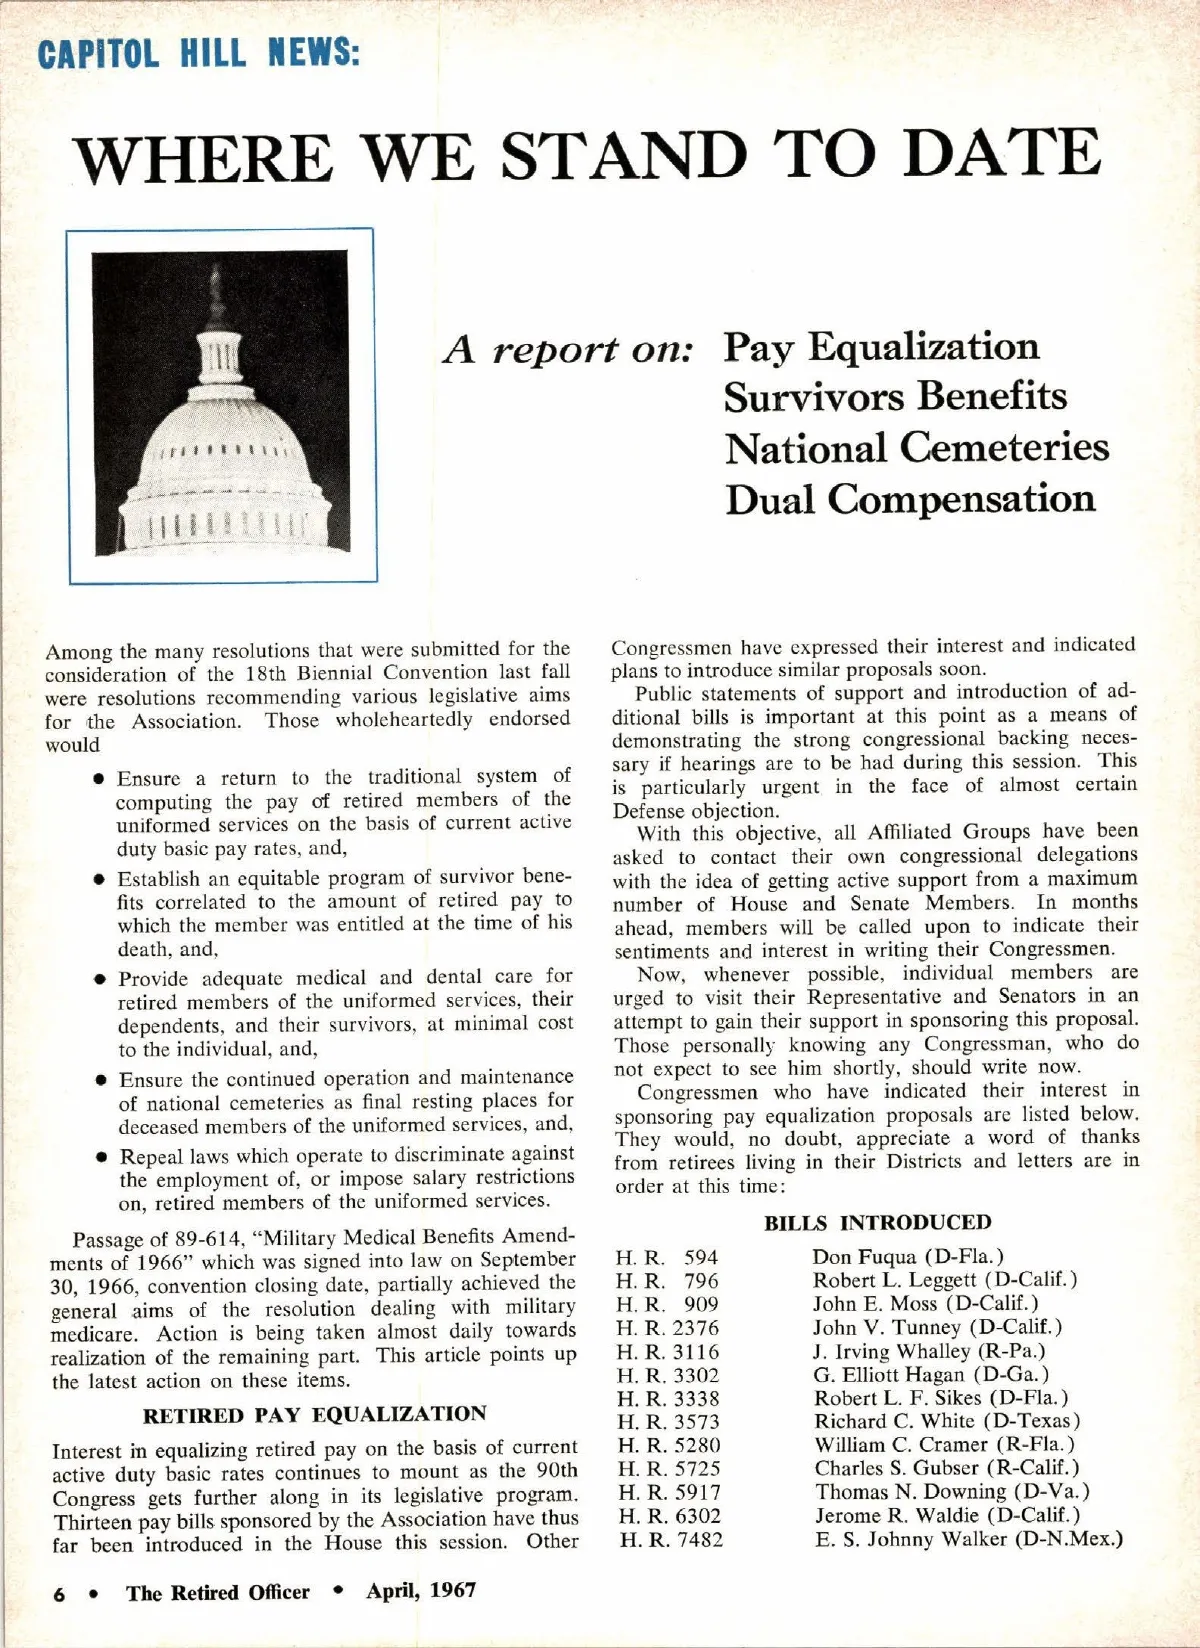 CAPITOL HILL NEWS:
WHERE WE STAND TO DATE
A report on: Pay Equalization
Survivors Benefits
National Cemeteries
Dual Compensation
Among the many resolutions that were submitted for the
consideration of the 18th Biennial Convention last fall
were resolutions recommending various legislative aims
for the Association. Those wholeheartedly endorsed
would
• Ensure a return to the traditional system of
computing the pay of retired members of the
uniformed services on the basis of current active
duty basic pay rates, and,
• Establish an equitable program of survivor bene-
fits correlated to the amount of retired pay to
which the member was entitled at the time of his
death, and,
• Provide adequate medical and dental care for
retired members of the uniformed services, their
dependents, and their survivors, at minimal cost
to the individual, and,
• Ensure the continued operation and maintenance
of national cemeteries as final resting places for
deceased members of the uniformed services, and,
• Repeal laws which operate to discriminate against
the employment of, or impose salary restrictions
on, retired members of the uniformed services.
Passage of 89-614, “Military Medical Benefits Amend-
ments of 1966” which was signed into law on September
30, 1966, convention closing date, partially achieved the
general aims of the resolution dealing with military
medicare. Action is being taken almost daily towards
realization of the remaining part. This article points up
the latest action on these items.
RETIRED PAY EQUALIZATION
Interest in equalizing retired pay on the basis of current
active duty basic rates continues to mount as the 90th
Congress gets further along in its legislative program.
Thirteen pay bills sponsored by the Association have thus
far been introduced in the House this session. Other
Congressmen have expressed their interest and indicated
plans to introduce similar proposals soon.
Public statements of support and introduction of ad-
ditional bills is important at this point as a means of
demonstrating the strong congressional backing neces-
sary if hearings are to be had during this session. This
is particularly urgent in the face of almost certain
Defense objection.
With this objective, all Affiliated Groups have been
asked to contact their own congressional delegations
with the idea of getting active support from a maximum
number of House and Senate Members. In months
ahead, members will be called upon to indicate their
sentiments and interest in writing their Congressmen.
Now, whenever possible, individual members are
urged to visit their Representative and Senators in an
attempt to gain their support in sponsoring this proposal.
Those personally knowing any Congressman, who do
not expect to see him shortly, should write now.
Congressmen who have indicated their interest in
sponsoring pay equalization proposals are listed below.
They would, no doubt, appreciate a word of thanks
from retirees living in their Districts and letters are in
order at this time:
BILLS INTRODUCED
H. R. 594 Don Fuqua (D-Fla.)
H. R. 796 Robert L. Leggett (D-Calif.)
H. R. 909 John E. Moss (D-Calif.)
H. R. 2376 John V. Tunney (D-Calif.)
H. R. 3116 J. Irving Whalley (R-Pa.)
H. R. 3302 G. Elliott Hagan (D-Ga.)
H. R. 3338 Robert L. F. Sikes (D-Fla.)
H. R. 3573 Richard C. White (D-Texas)
H. R. 5280 William C. Cramer (R-Fla.)
H. R. 5725 Charles S. Gubser (R-Calif.)
H. R. 5917 Thomas N. Downing (D-Va.)
H. R. 6302 Jerome R. Waldie (D-Calif.)
H. R. 7482 E. S. Johnny Walker (D-N.Mex.)
6 • The Retired Officer • April, 1967